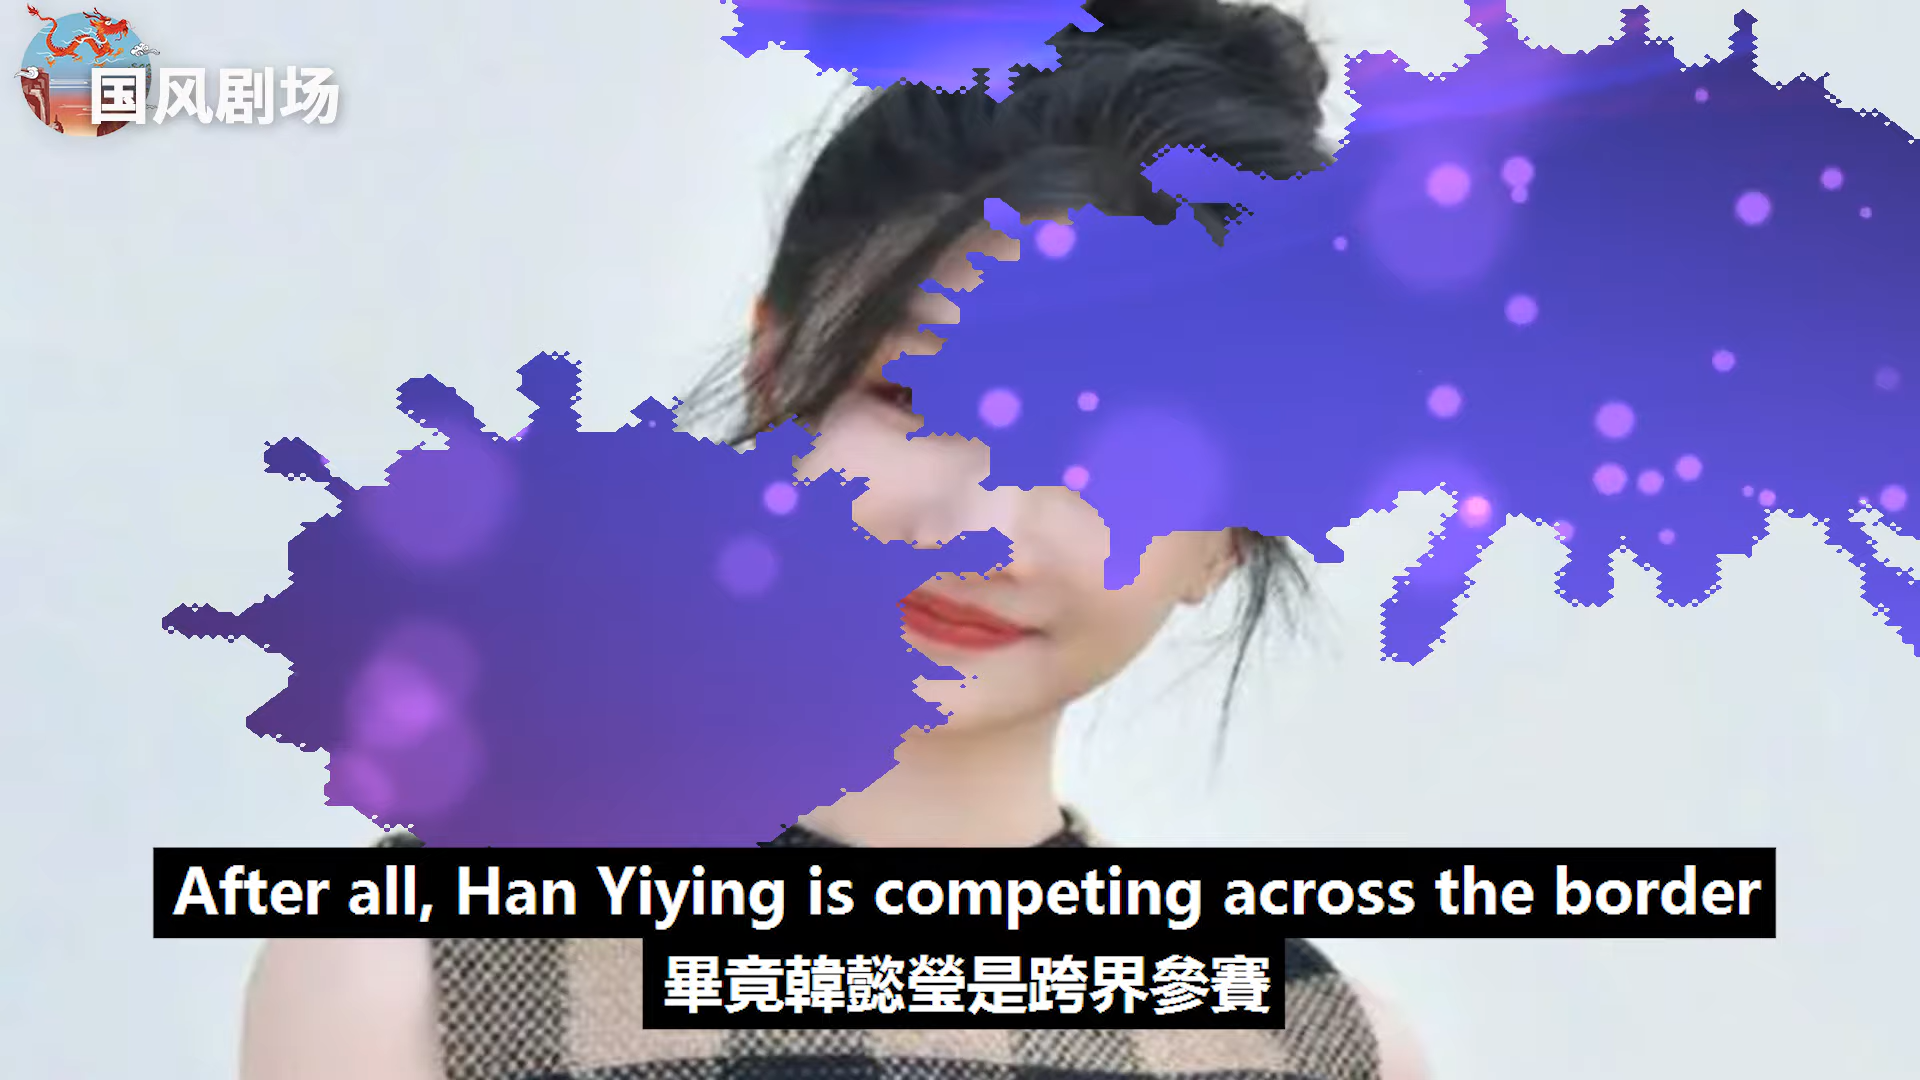 国风剧场
After all, Han Yiying is competing across the border
畢竟韓懿瑩是跨界參賽